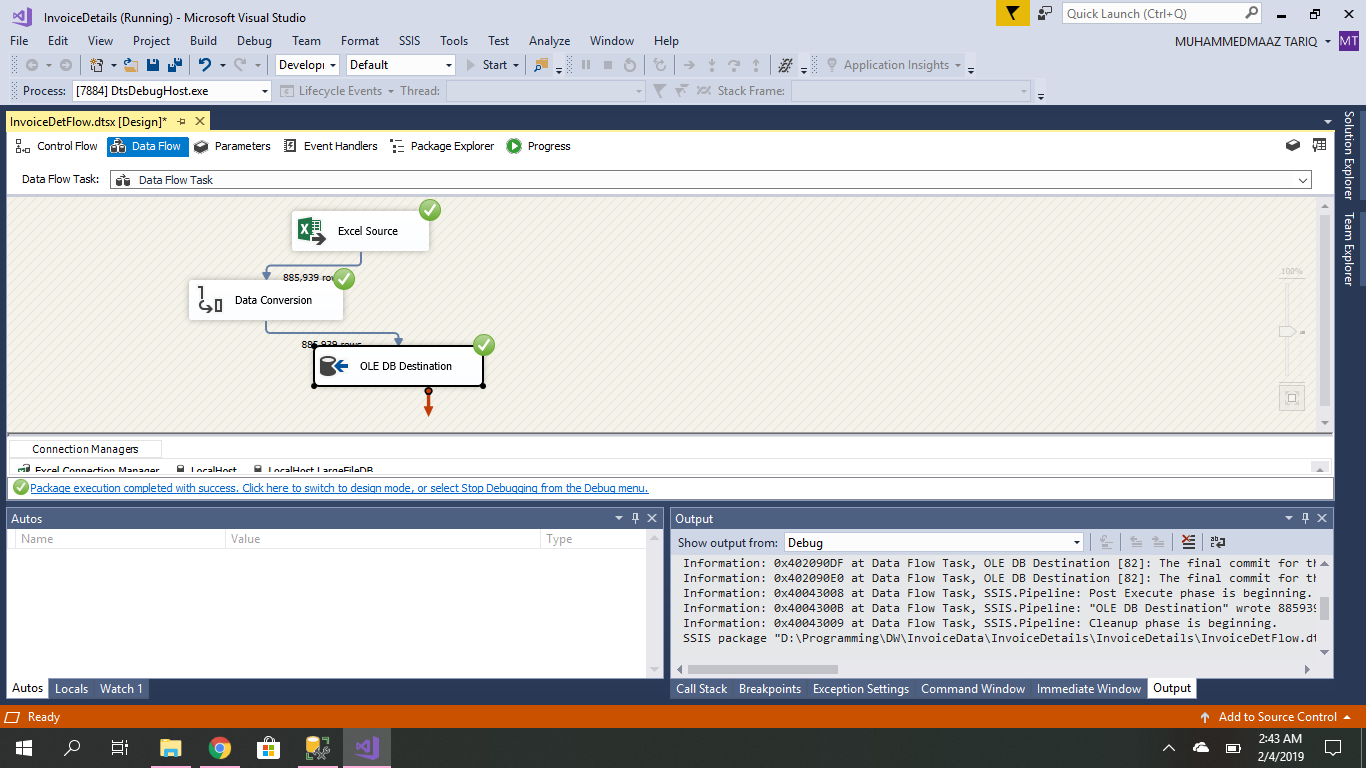 InvoiceDetails (Running) - Microsoft Visual Studio
Quick Launch (Ctrl+Q)
File Edit View Project Build Debug Team Format SSIS Tools Test Analyze Window Help
MUHAMMEDMAAZ TARIQ MT
Develop Default Start Application Insights
Process: [7884] DtsDebugHost.exe Lifecycle Events Thread: Stack Frame:
InvoiceDetFlow.dtsx [Design]*
Control Flow Data Flow Parameters Event Handlers Package Explorer Progress
Data Flow Task: Data Flow Task
Solution Explorer
Team Explorer
Excel Source
885,939 rows
Data Conversion
885,939 rows
OLE DB Destination
100%
Connection Managers
Excel Connection Manager LocalHost LocalHost.LargeFileDB
Package execution completed with success. Click here to switch to design mode, or select Stop Debugging from the Debug menu.
Autos
Name Value Type
Autos Locals Watch 1
Output
Show output from: Debug
Information: 0x402090DF at Data Flow Task, OLE DB Destination [82]: The final commit for th
Information: 0x402090E0 at Data Flow Task, OLE DB Destination [82]: The final commit for th
Information: 0x40043008 at Data Flow Task, SSIS.Pipeline: Post Execute phase is beginning.
Information: 0x4004300B at Data Flow Task, SSIS.Pipeline: "OLE DB Destination" wrote 885939
Information: 0x40043009 at Data Flow Task, SSIS.Pipeline: Cleanup phase is beginning.
SSIS package "D:\Programming\DW\InvoiceData\InvoiceDetails\InvoiceDetails\InvoiceDetFlow.dt
Call Stack Breakpoints Exception Settings Command Window Immediate Window Output
Ready
Add to Source Control
2:43 AM
2/4/2019